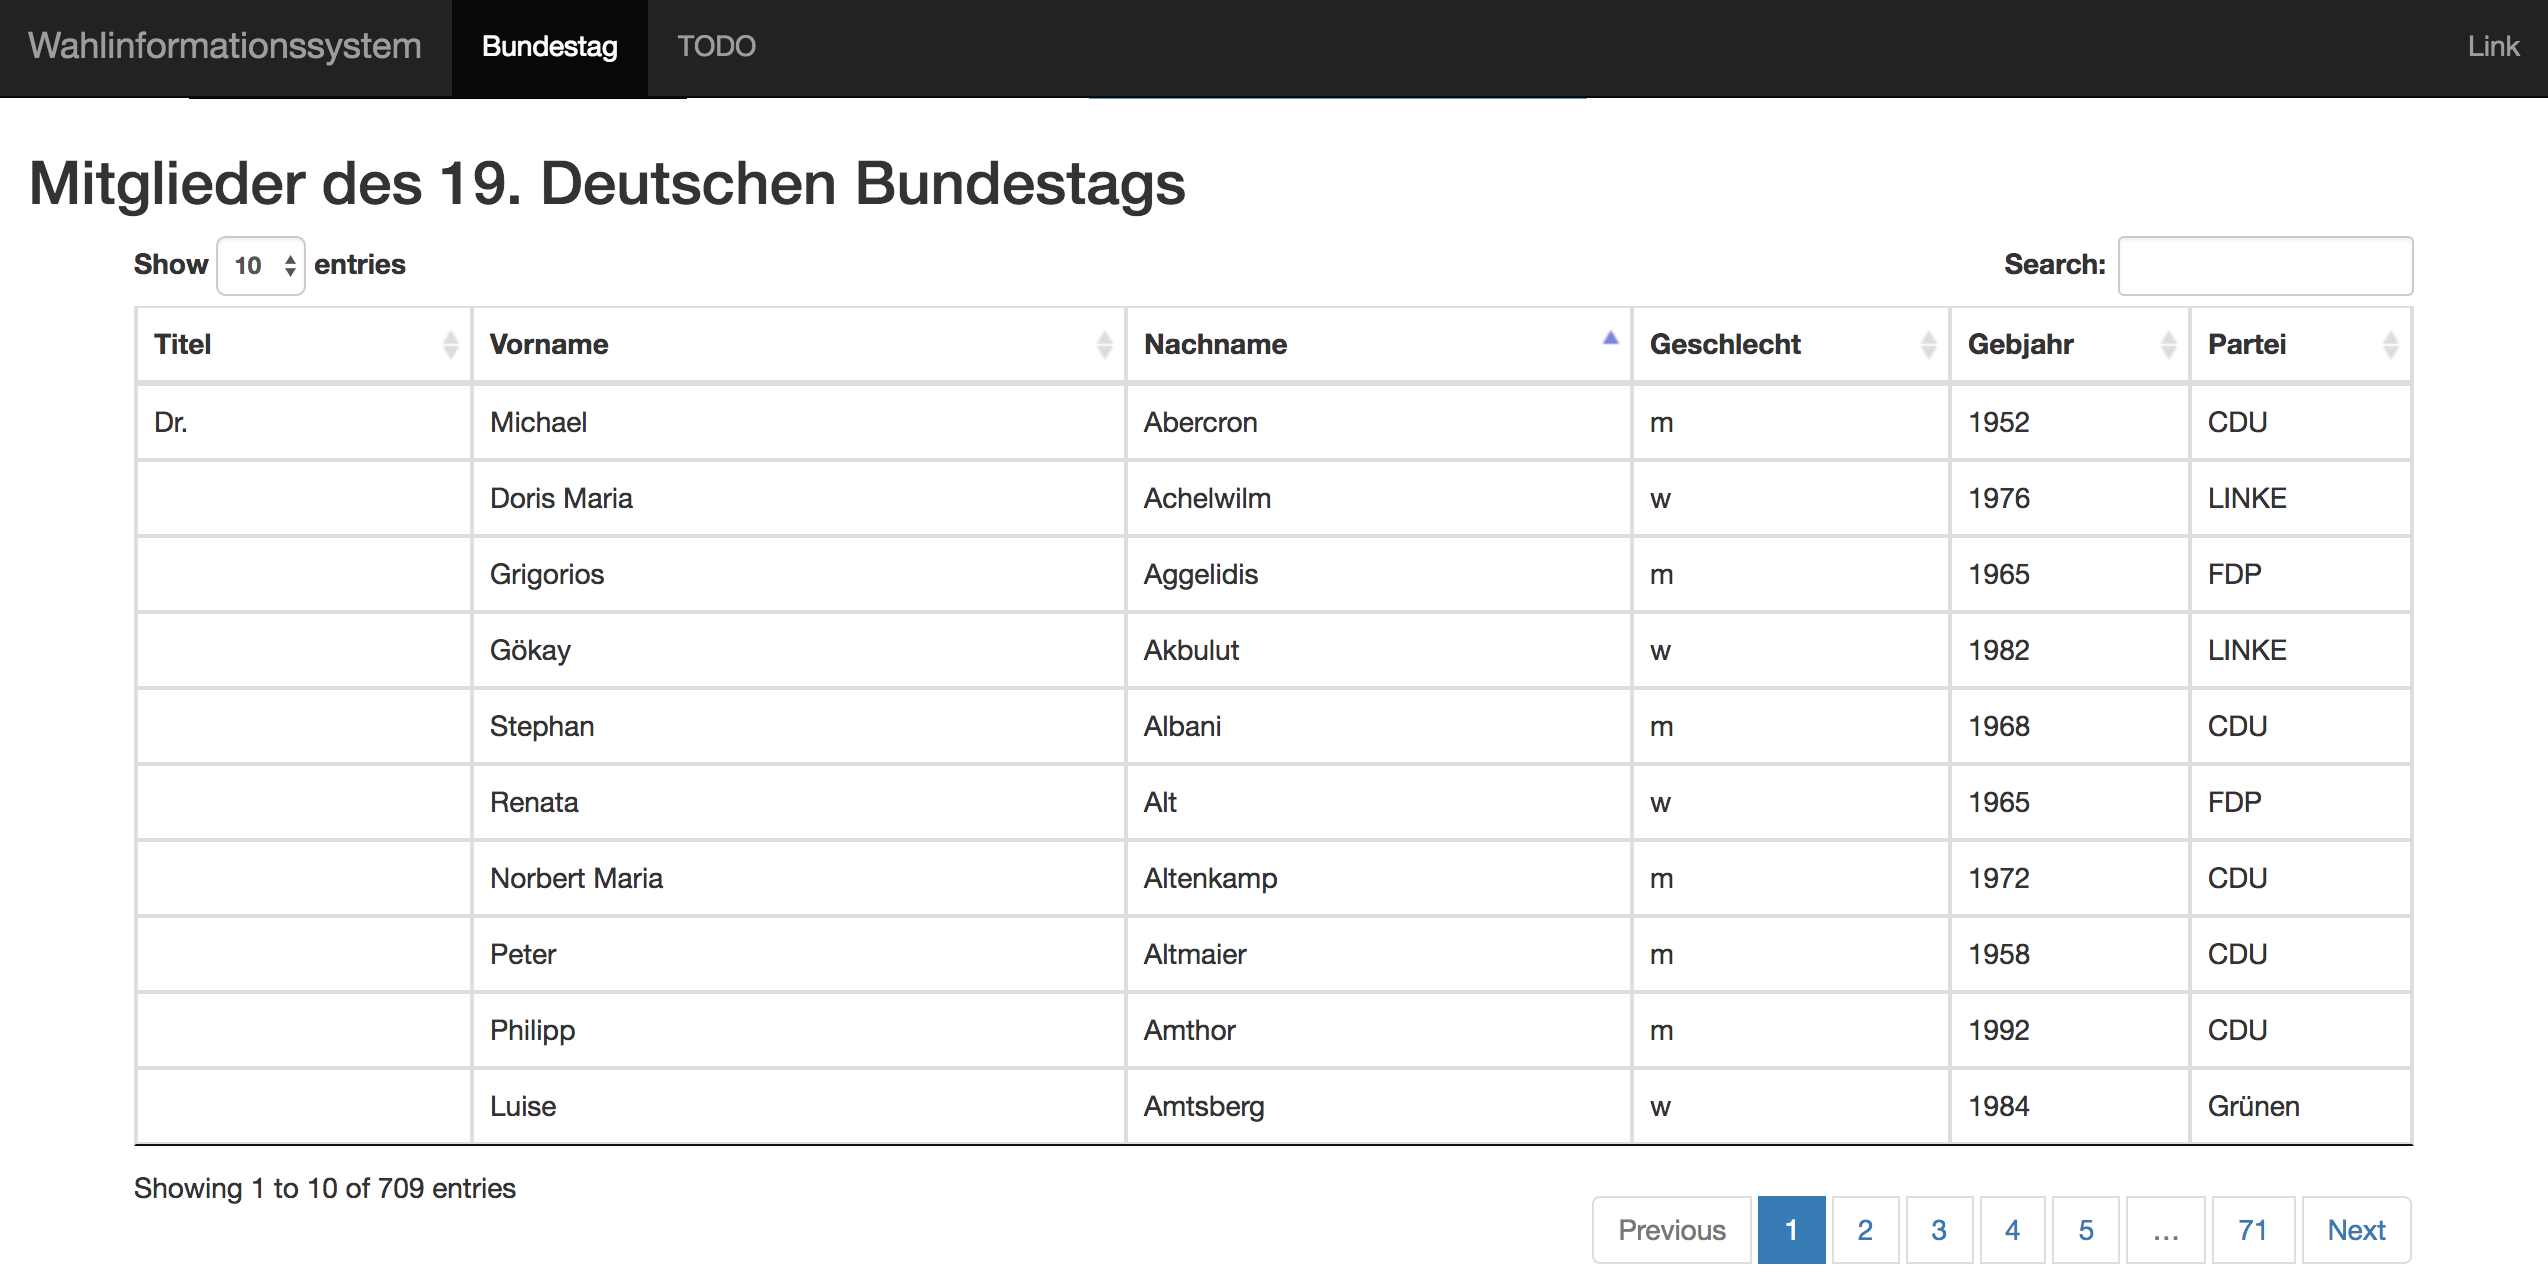 Wahlinformationssystem Bundestag TODO Link
Mitglieder des 19. Deutschen Bundestags
Show 10 entries Search:
Titel Vorname Nachname Geschlecht Gebjahr Partei
Dr. Michael Abercron m 1952 CDU
Doris Maria Achelwilm w 1976 LINKE
Grigorios Aggelidis m 1965 FDP
Gökay Akbulut w 1982 LINKE
Stephan Albani m 1968 CDU
Renata Alt w 1965 FDP
Norbert Maria Altenkamp m 1972 CDU
Peter Altmaier m 1958 CDU
Philipp Amthor m 1992 CDU
Luise Amtsberg w 1984 Grünen
Showing 1 to 10 of 709 entries
Previous 1 2 3 4 5 … 71 Next